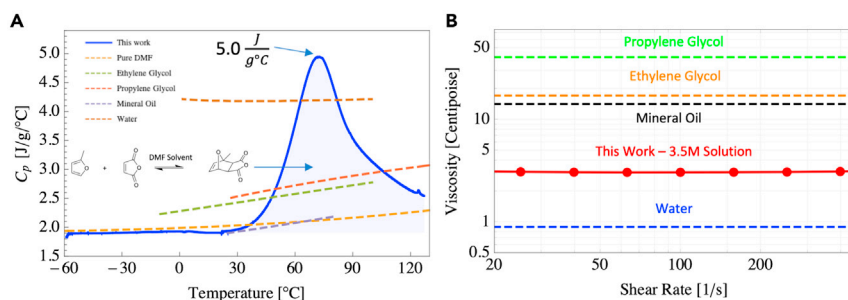 A
5.0 J/g°C
This work
Pure DMF
Ethylene Glycol
Propylene Glycol
Mineral Oil
Water
O
O
O
O
+
DMF Solvent
O
O
O
O
5.0
4.5
4.0
3.5
3.0
2.5
2.0
1.5
Cp [J/g/°C]
−60
−30
0
30
60
90
120
Temperature [°C]
B
Propylene Glycol
Ethylene Glycol
Mineral Oil
This Work – 3.5M Solution
Water
50
10
5
1
0.5
Viscosity [Centipoise]
20
50
100
200
Shear Rate [1/s]